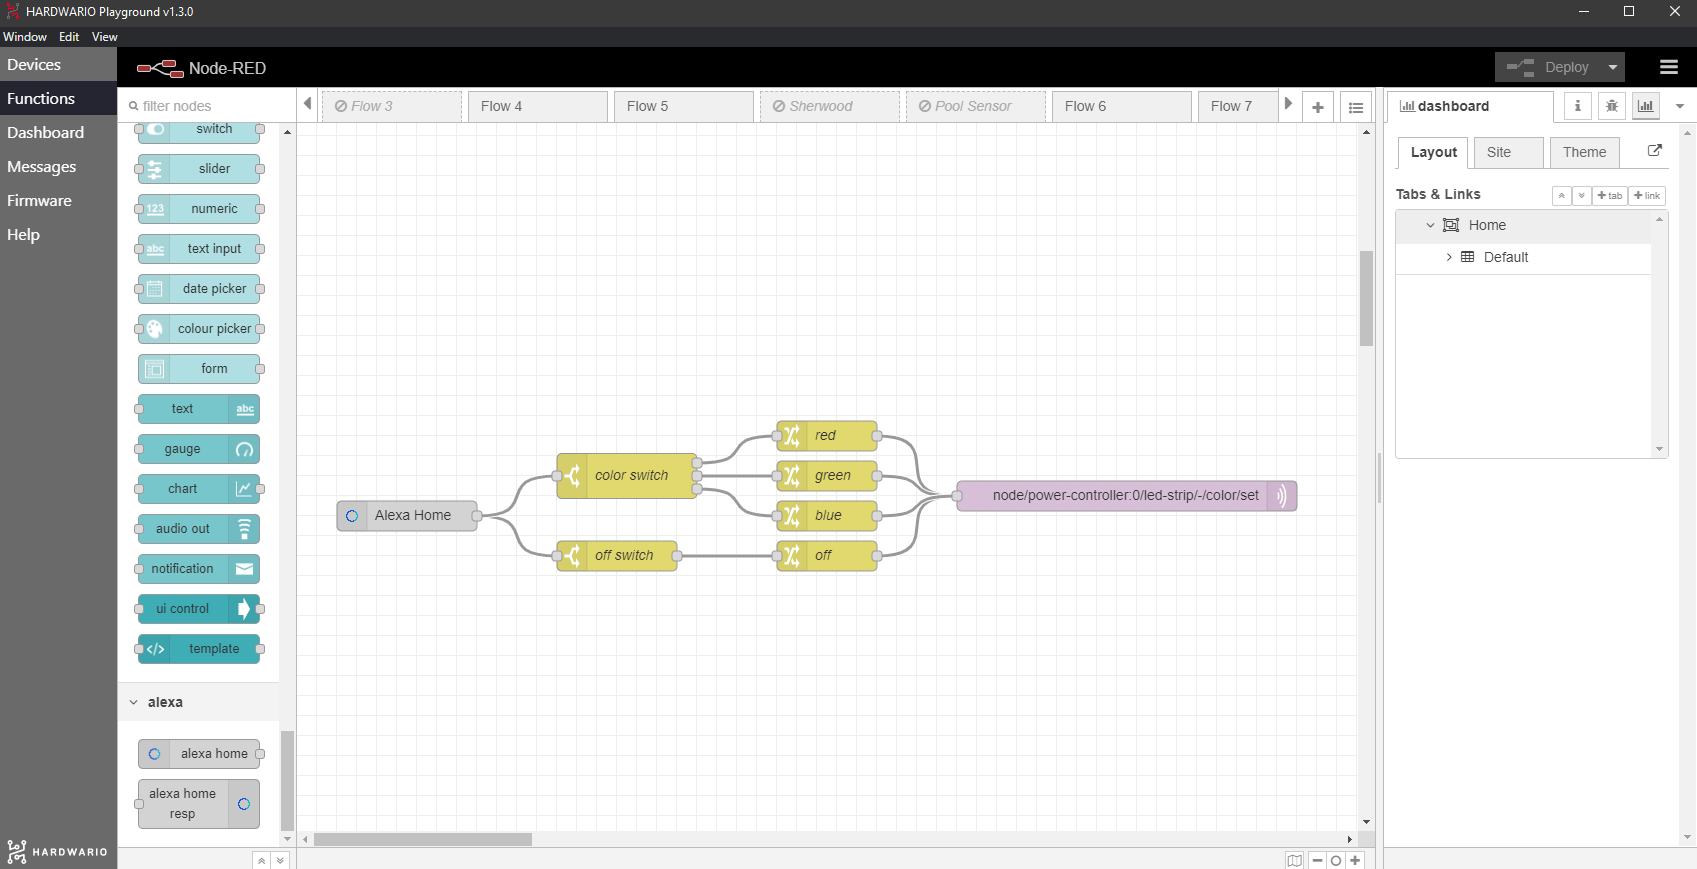 HARDWARIO Playground v1.3.0
Window Edit View
Devices
Functions
Dashboard
Messages
Firmware
Help
HARDWARIO
Node-RED
Deploy
filter nodes
Flow 3
Flow 4
Flow 5
Sherwood
Pool Sensor
Flow 6
Flow 7
switch
slider
123 numeric
abc text input
date picker
colour picker
form
text abc
gauge
chart
audio out
notification
ui control
</> template
alexa
alexa home
alexa home
resp
Alexa Home
color switch
off switch
red
green
blue
off
node/power-controller:0/led-strip/-/color/set
dashboard
i
Layout
Site
Theme
Tabs & Links
+ tab
+ link
Home
Default